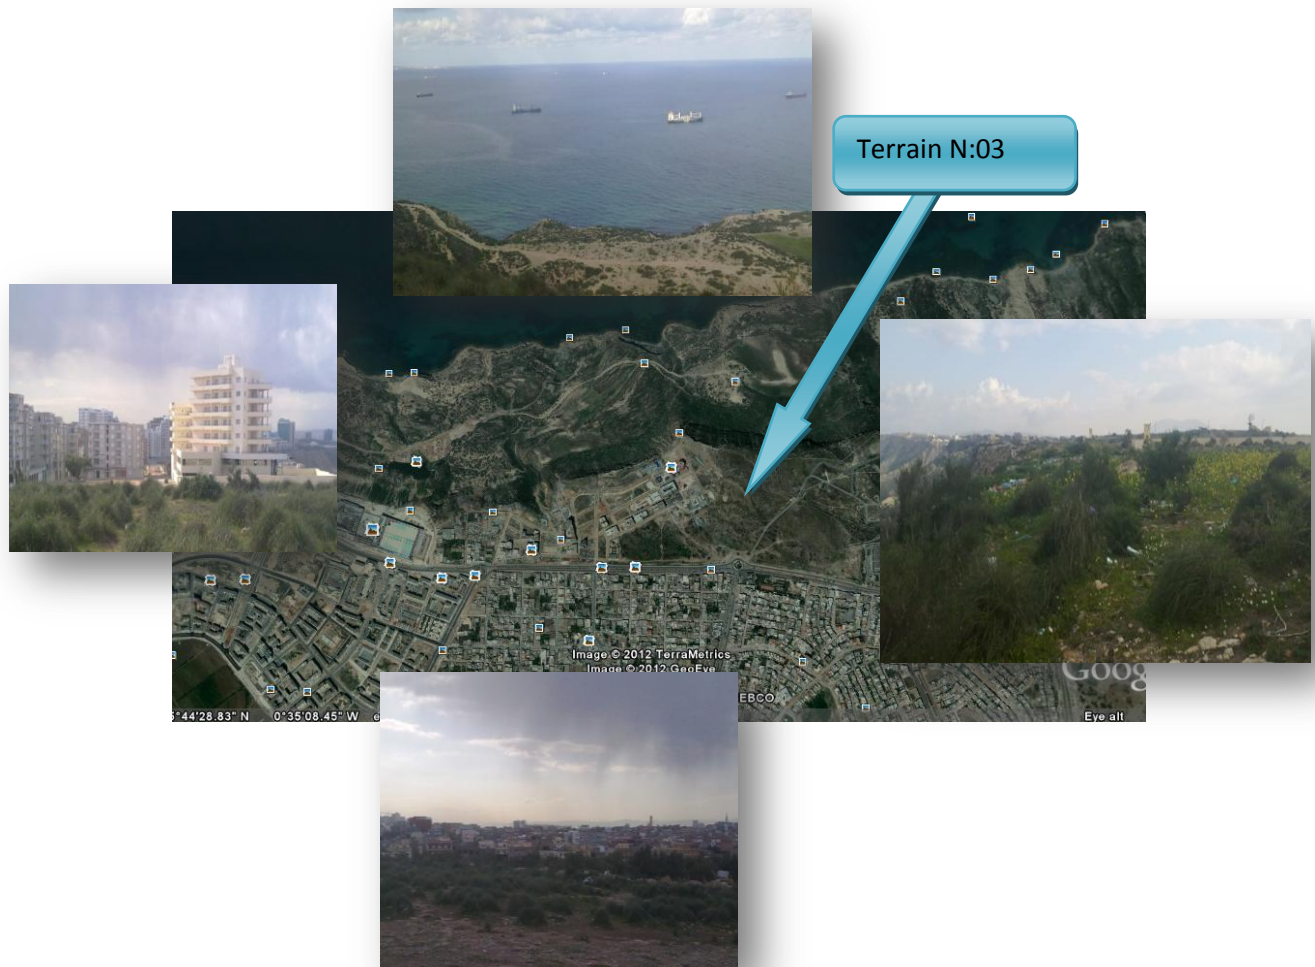 Terrain N:03
Image © 2012 TerraMetrics
Image © 2012 GeoEye
EBCO
Goog
5°44'28.83" N 0°35'08.45" W e
Eye alt